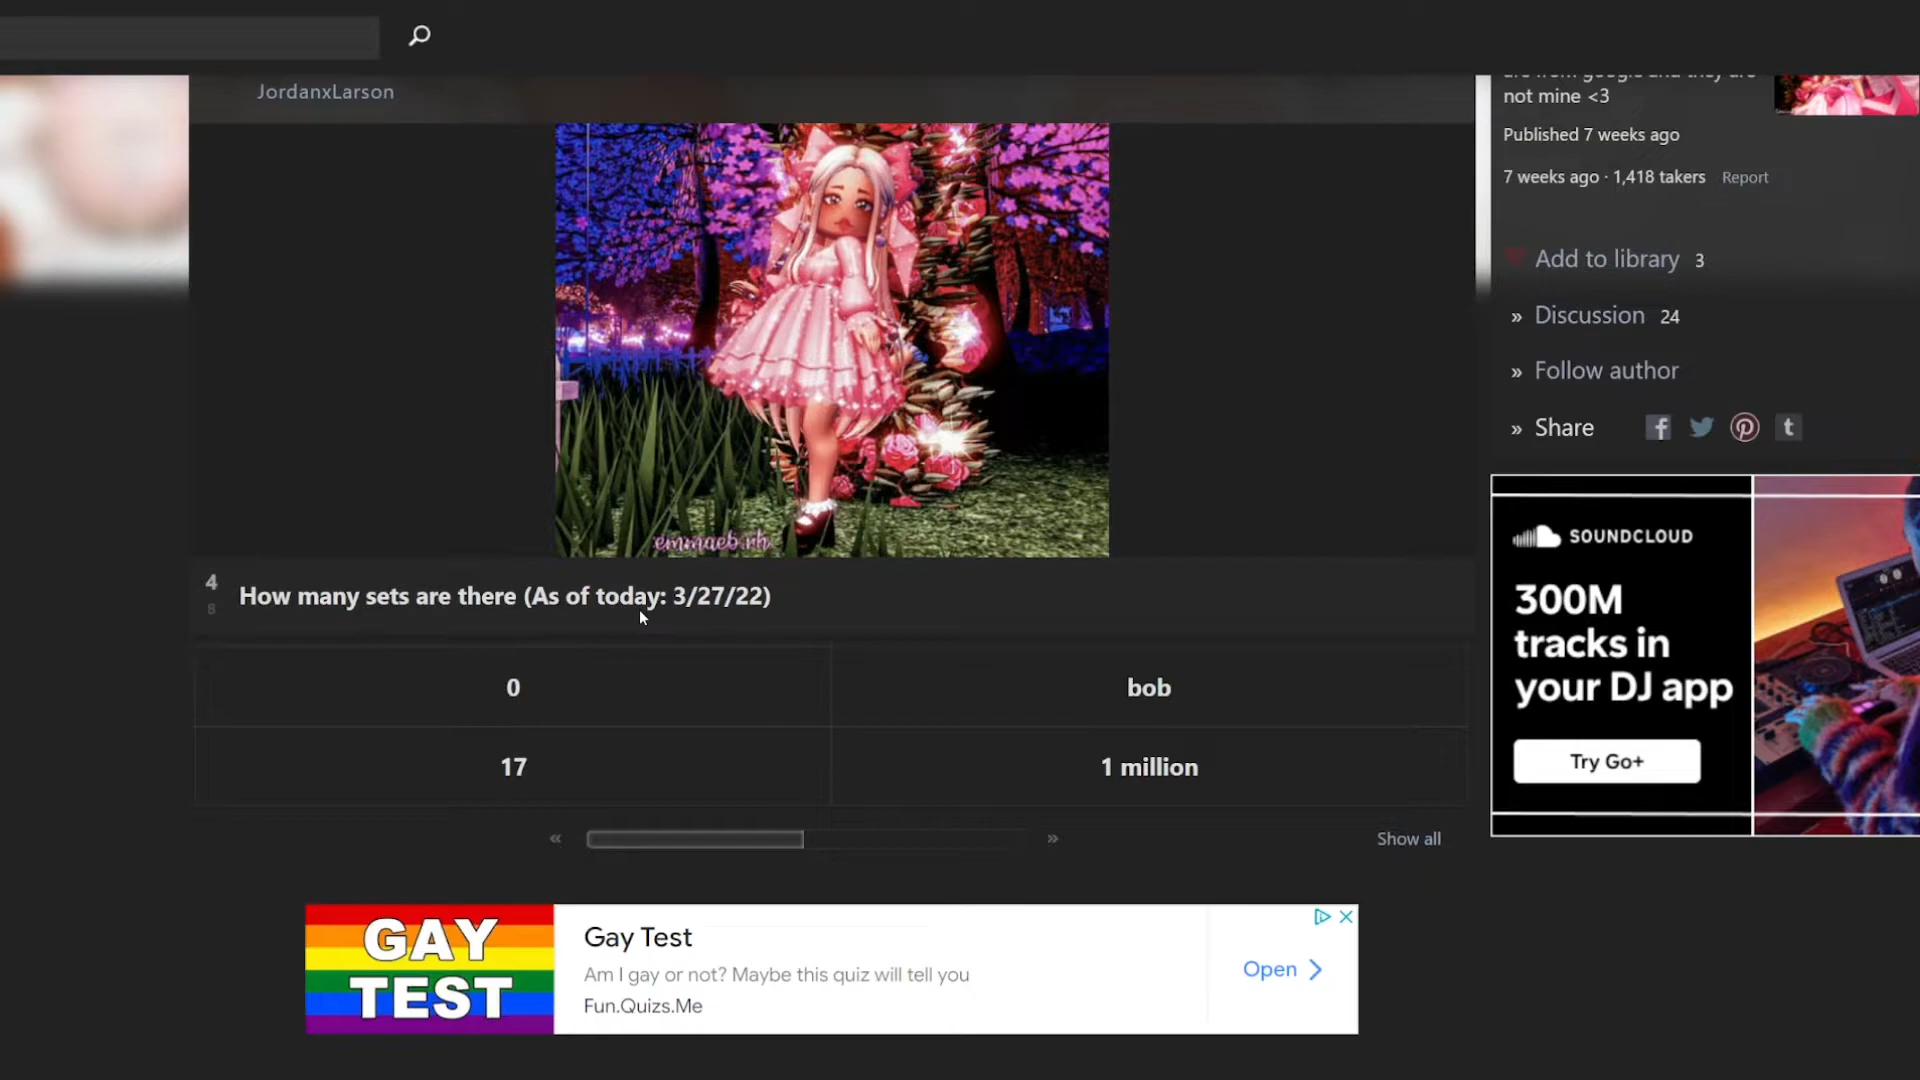 JordanxLarson
not mine <3
Published 7 weeks ago
7 weeks ago · 1,418 takers Report
Add to library 3
» Discussion 24
» Follow author
» Share
emmaeb.rh
4
8
How many sets are there (As of today: 3/27/22)
0
bob
17
1 million
«
»
Show all
SOUNDCLOUD
300M
tracks in
your DJ app
Try Go+
GAY
TEST
Gay Test
Am I gay or not? Maybe this quiz will tell you
Fun.Quizs.Me
Open